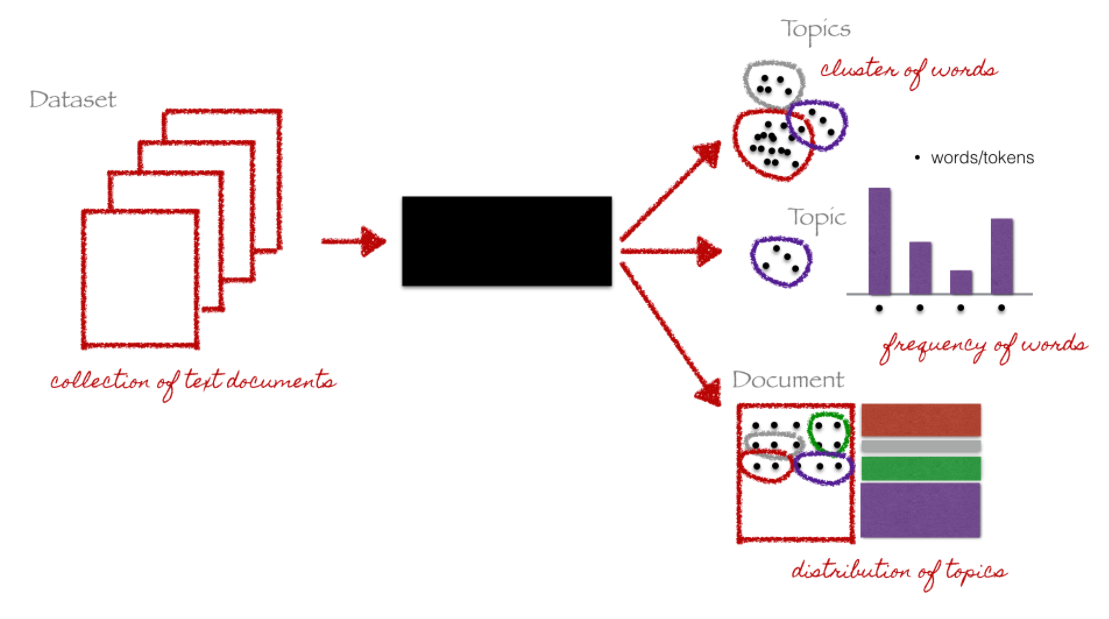 Topics
cluster of words
Dataset
• words/tokens
Topic
frequency of words
collection of text documents
Document
distribution of topics